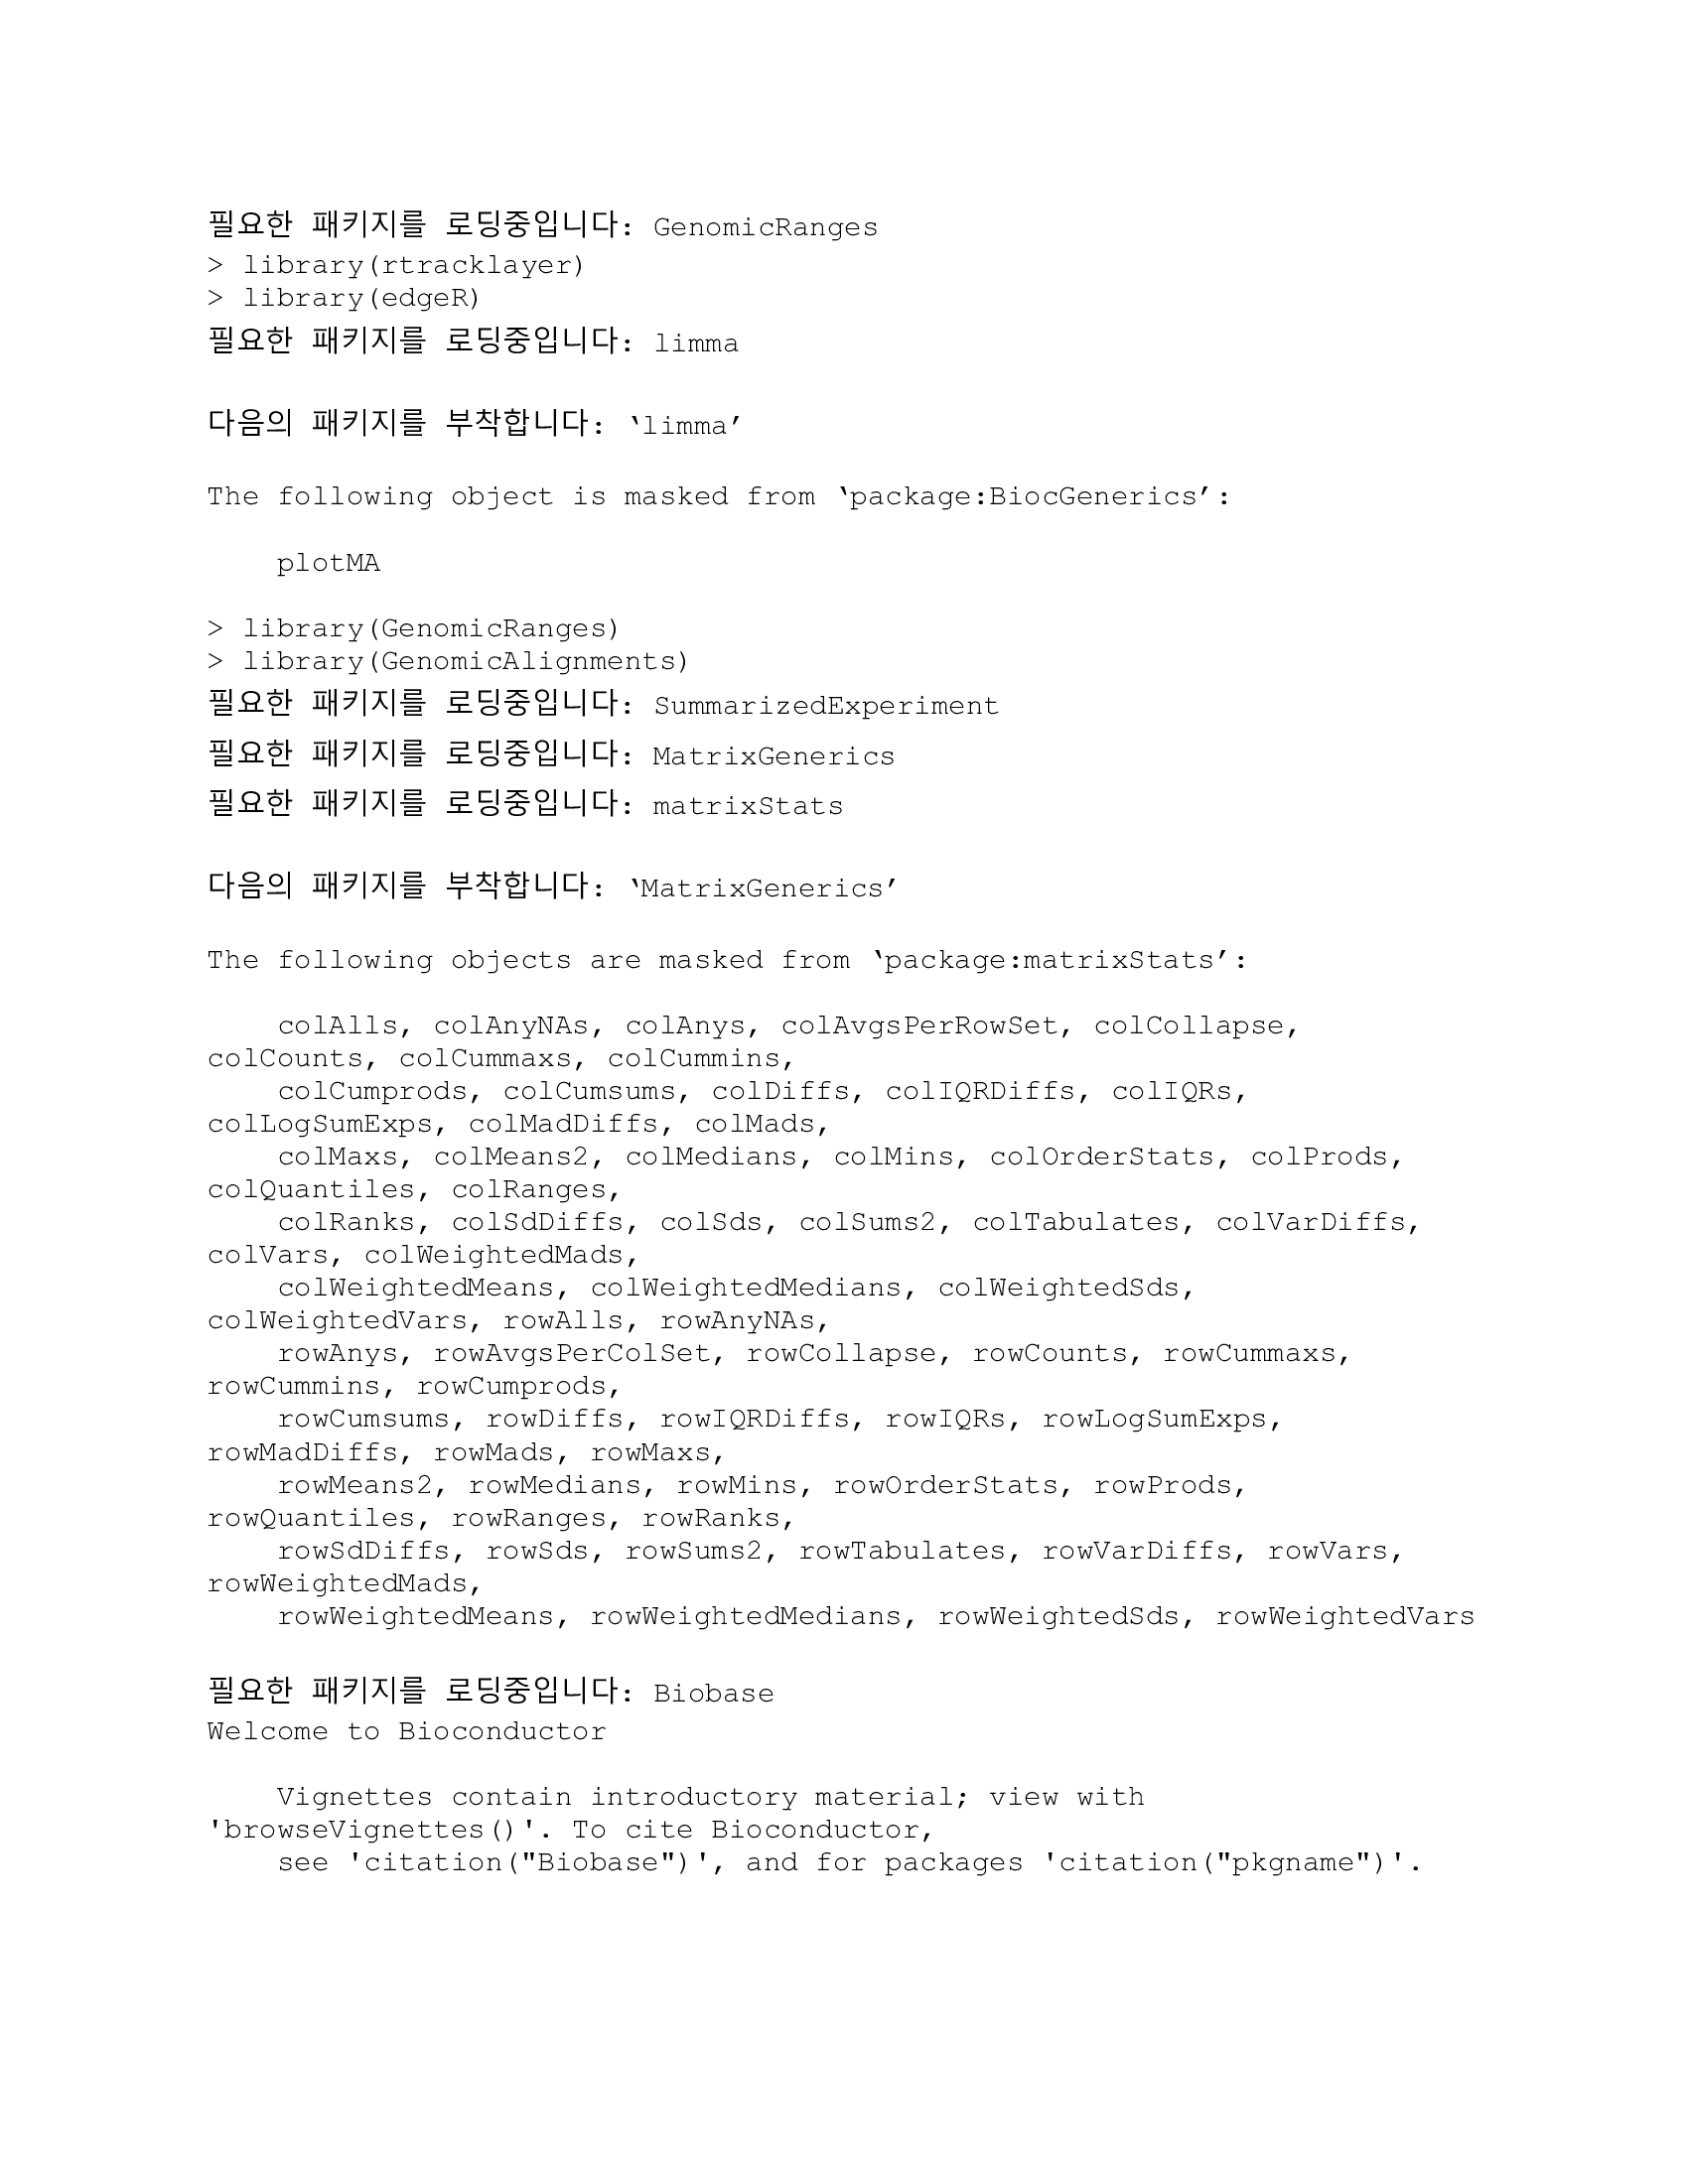 필요한 패키지를 로딩중입니다: GenomicRanges
> library(rtracklayer)
> library(edgeR)
필요한 패키지를 로딩중입니다: limma
다음의 패키지를 부착합니다: ‘limma’
The following object is masked from ‘package:BiocGenerics’:
plotMA
> library(GenomicRanges)
> library(GenomicAlignments)
필요한 패키지를 로딩중입니다: SummarizedExperiment
필요한 패키지를 로딩중입니다: MatrixGenerics
필요한 패키지를 로딩중입니다: matrixStats
다음의 패키지를 부착합니다: ‘MatrixGenerics’
The following objects are masked from ‘package:matrixStats’:
colAlls, colAnyNAs, colAnys, colAvgsPerRowSet, colCollapse,
colCounts, colCummaxs, colCummins,
colCumprods, colCumsums, colDiffs, colIQRDiffs, colIQRs,
colLogSumExps, colMadDiffs, colMads,
colMaxs, colMeans2, colMedians, colMins, colOrderStats, colProds,
colQuantiles, colRanges,
colRanks, colSdDiffs, colSds, colSums2, colTabulates, colVarDiffs,
colVars, colWeightedMads,
colWeightedMeans, colWeightedMedians, colWeightedSds,
colWeightedVars, rowAlls, rowAnyNAs,
rowAnys, rowAvgsPerColSet, rowCollapse, rowCounts, rowCummaxs,
rowCummins, rowCumprods,
rowCumsums, rowDiffs, rowIQRDiffs, rowIQRs, rowLogSumExps,
rowMadDiffs, rowMads, rowMaxs,
rowMeans2, rowMedians, rowMins, rowOrderStats, rowProds,
rowQuantiles, rowRanges, rowRanks,
rowSdDiffs, rowSds, rowSums2, rowTabulates, rowVarDiffs, rowVars,
rowWeightedMads,
rowWeightedMeans, rowWeightedMedians, rowWeightedSds, rowWeightedVars
필요한 패키지를 로딩중입니다: Biobase
Welcome to Bioconductor
Vignettes contain introductory material; view with
'browseVignettes()'. To cite Bioconductor,
see 'citation("Biobase")', and for packages 'citation("pkgname")'.